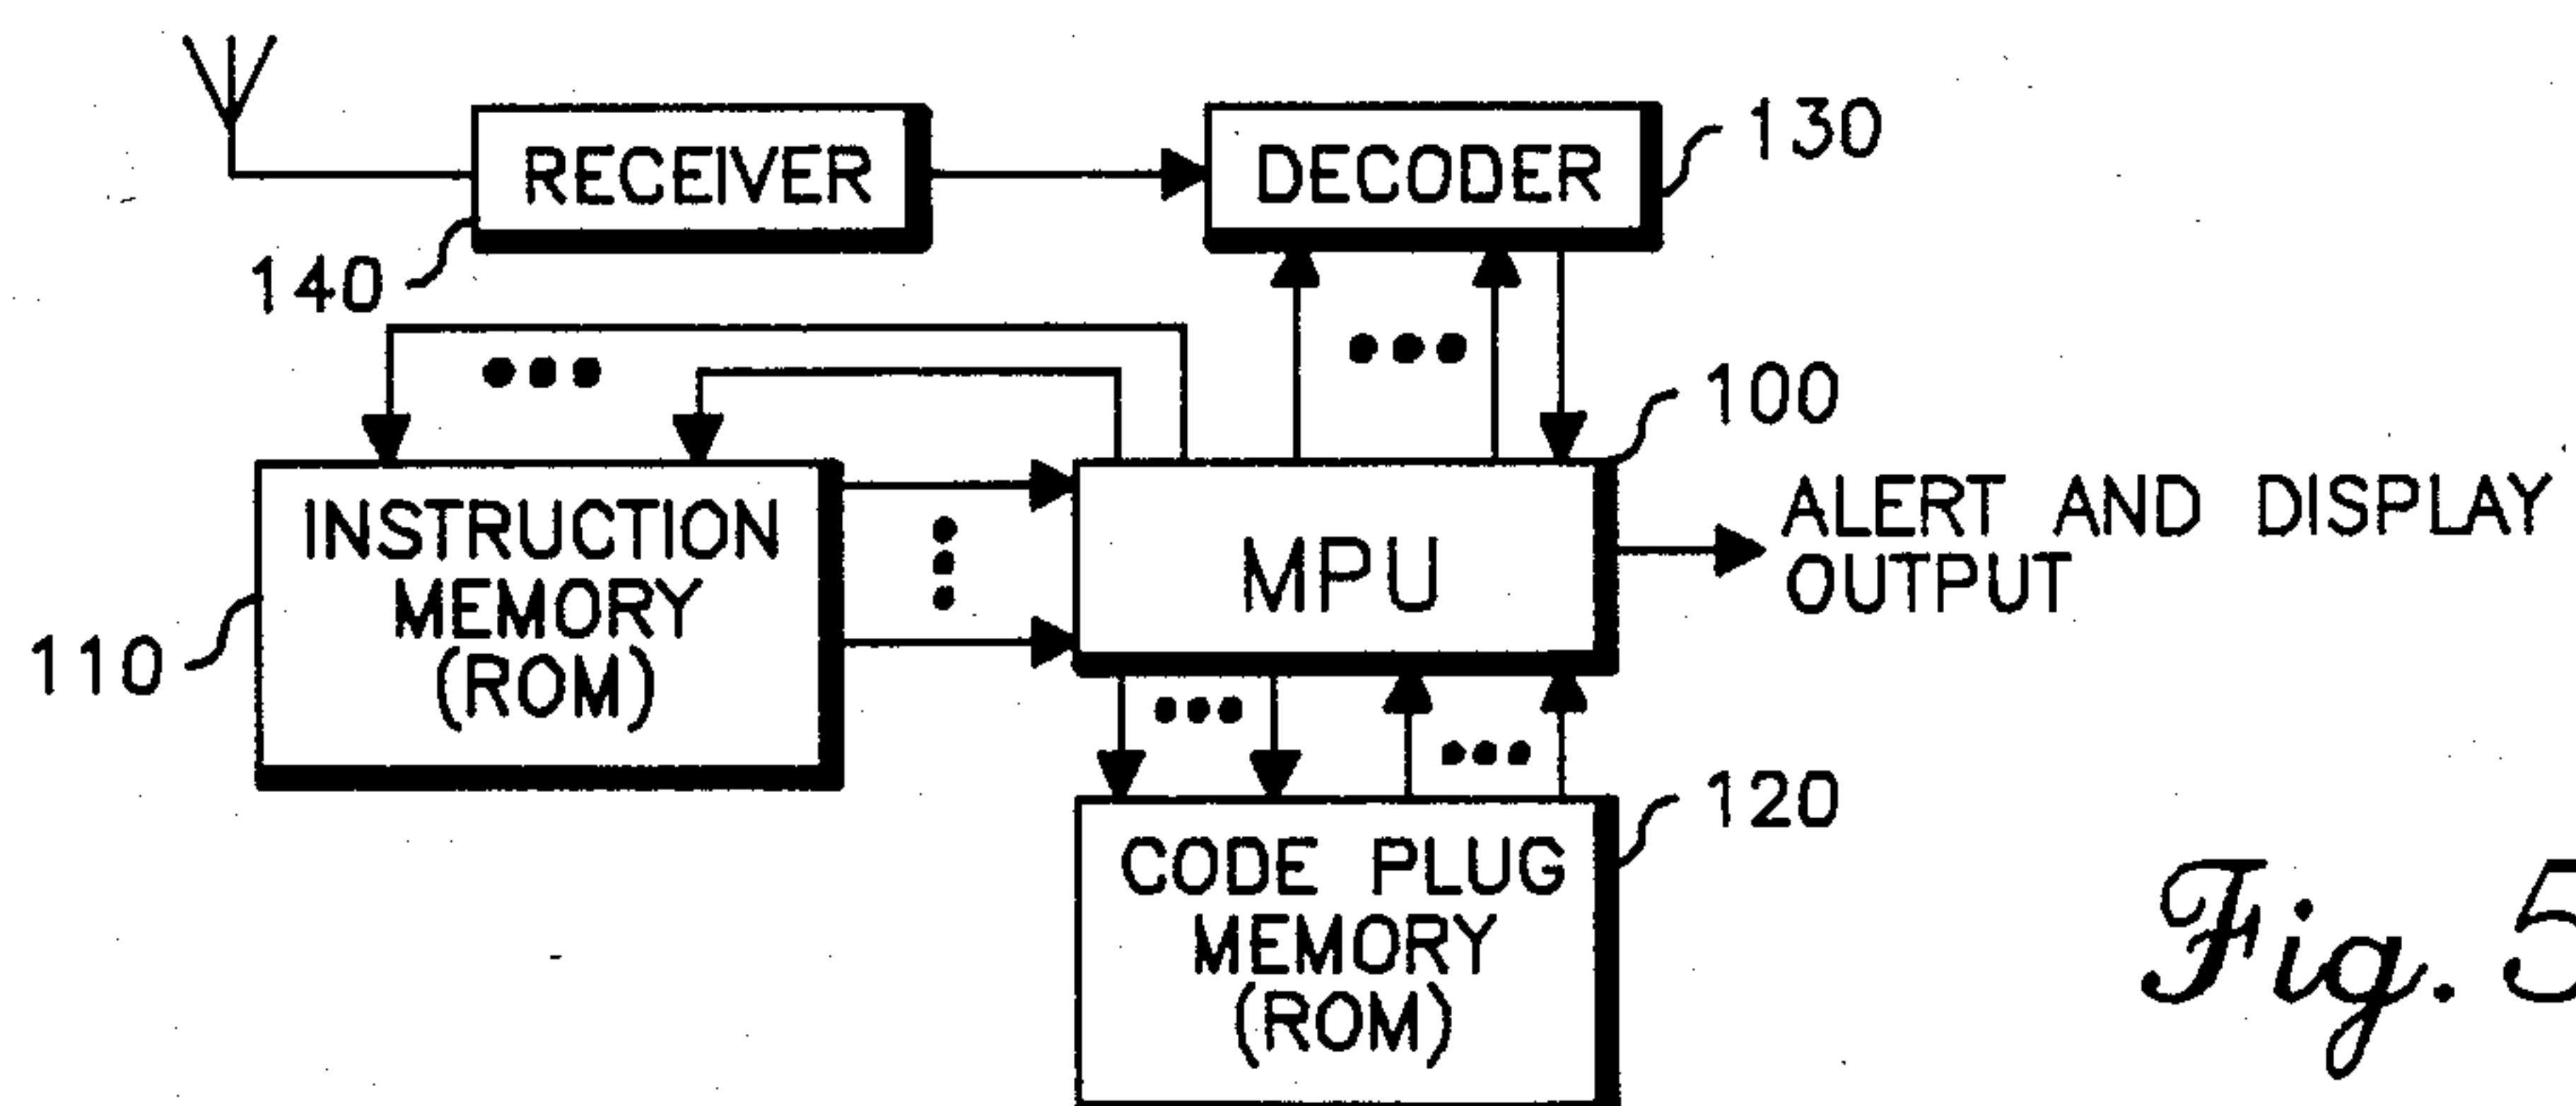 RECEIVER
DECODER
130
140
100
INSTRUCTION
MEMORY
(ROM)
MPU
ALERT AND DISPLAY
OUTPUT
110
120
CODE PLUG
MEMORY
(ROM)
Fig. 5